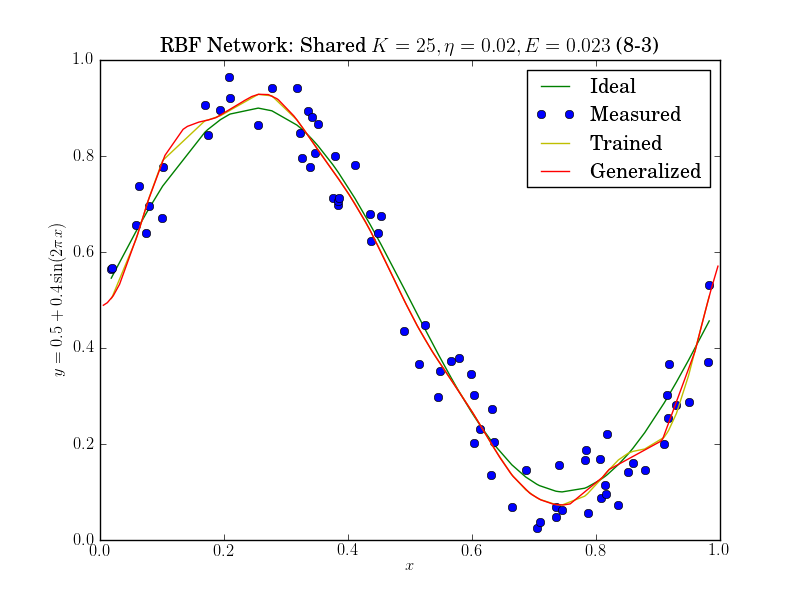 RBF Network: Shared K = 25, η = 0.02, E = 0.023 (8-3)
1.0
Ideal
Measured
Trained
Generalized
0.8
0.6
y = 0.5 + 0.4 sin(2πx)
0.4
0.2
0.0
0.0 0.2 0.4 0.6 0.8 1.0
x